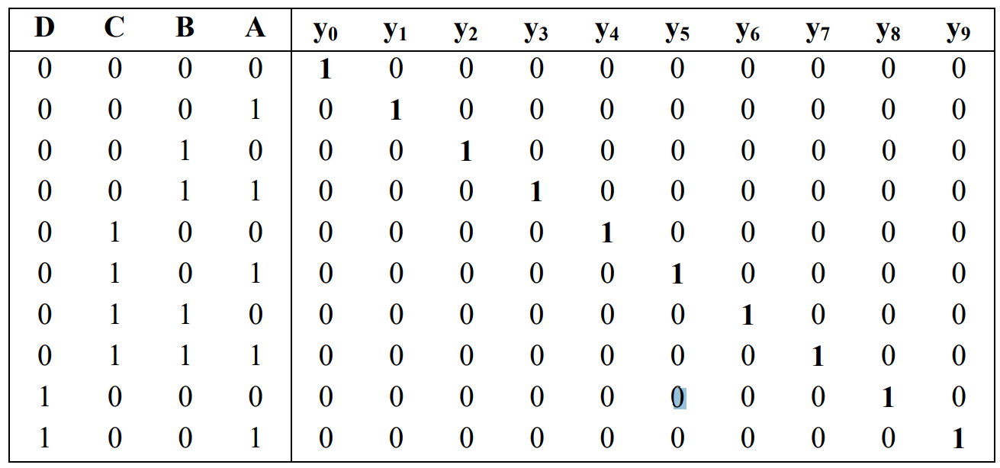 D C B A y₀ y₁ y₂ y₃ y₄ y₅ y₆ y₇ y₈ y₉
0 0 0 0 1 0 0 0 0 0 0 0 0 0
0 0 0 1 0 1 0 0 0 0 0 0 0 0
0 0 1 0 0 0 1 0 0 0 0 0 0 0
0 0 1 1 0 0 0 1 0 0 0 0 0 0
0 1 0 0 0 0 0 0 1 0 0 0 0 0
0 1 0 1 0 0 0 0 0 1 0 0 0 0
0 1 1 0 0 0 0 0 0 0 1 0 0 0
0 1 1 1 0 0 0 0 0 0 0 1 0 0
1 0 0 0 0 0 0 0 0 0 0 0 1 0
1 0 0 1 0 0 0 0 0 0 0 0 0 1